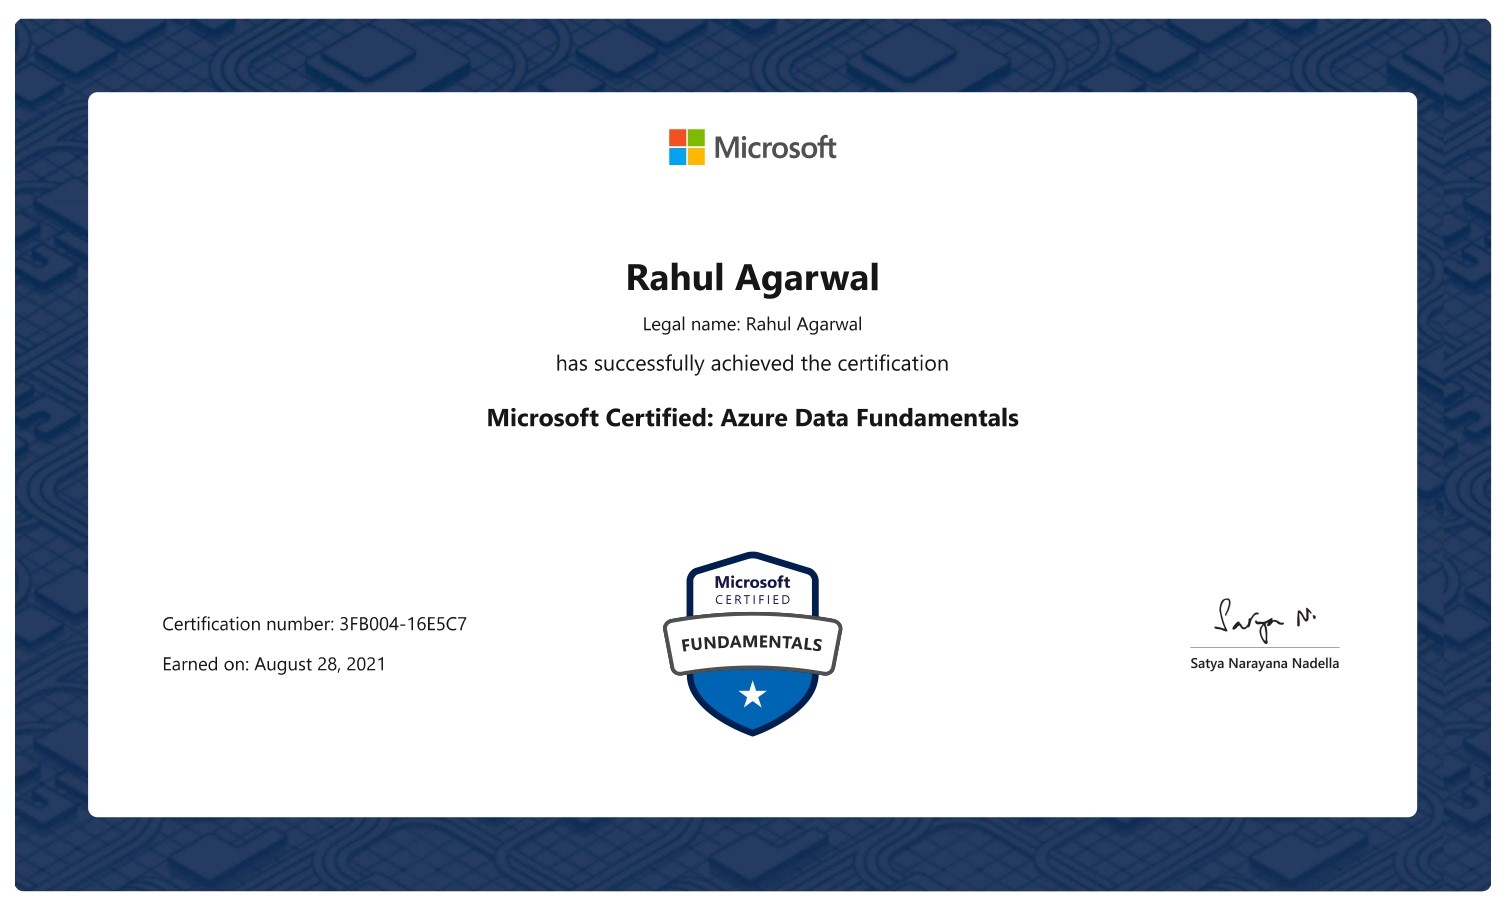 Microsoft
Rahul Agarwal
Legal name: Rahul Agarwal
has successfully achieved the certification
Microsoft Certified: Azure Data Fundamentals
Microsoft
CERTIFIED
FUNDAMENTALS
Certification number: 3FB004-16E5C7
Earned on: August 28, 2021
Satya N.
Satya Narayana Nadella